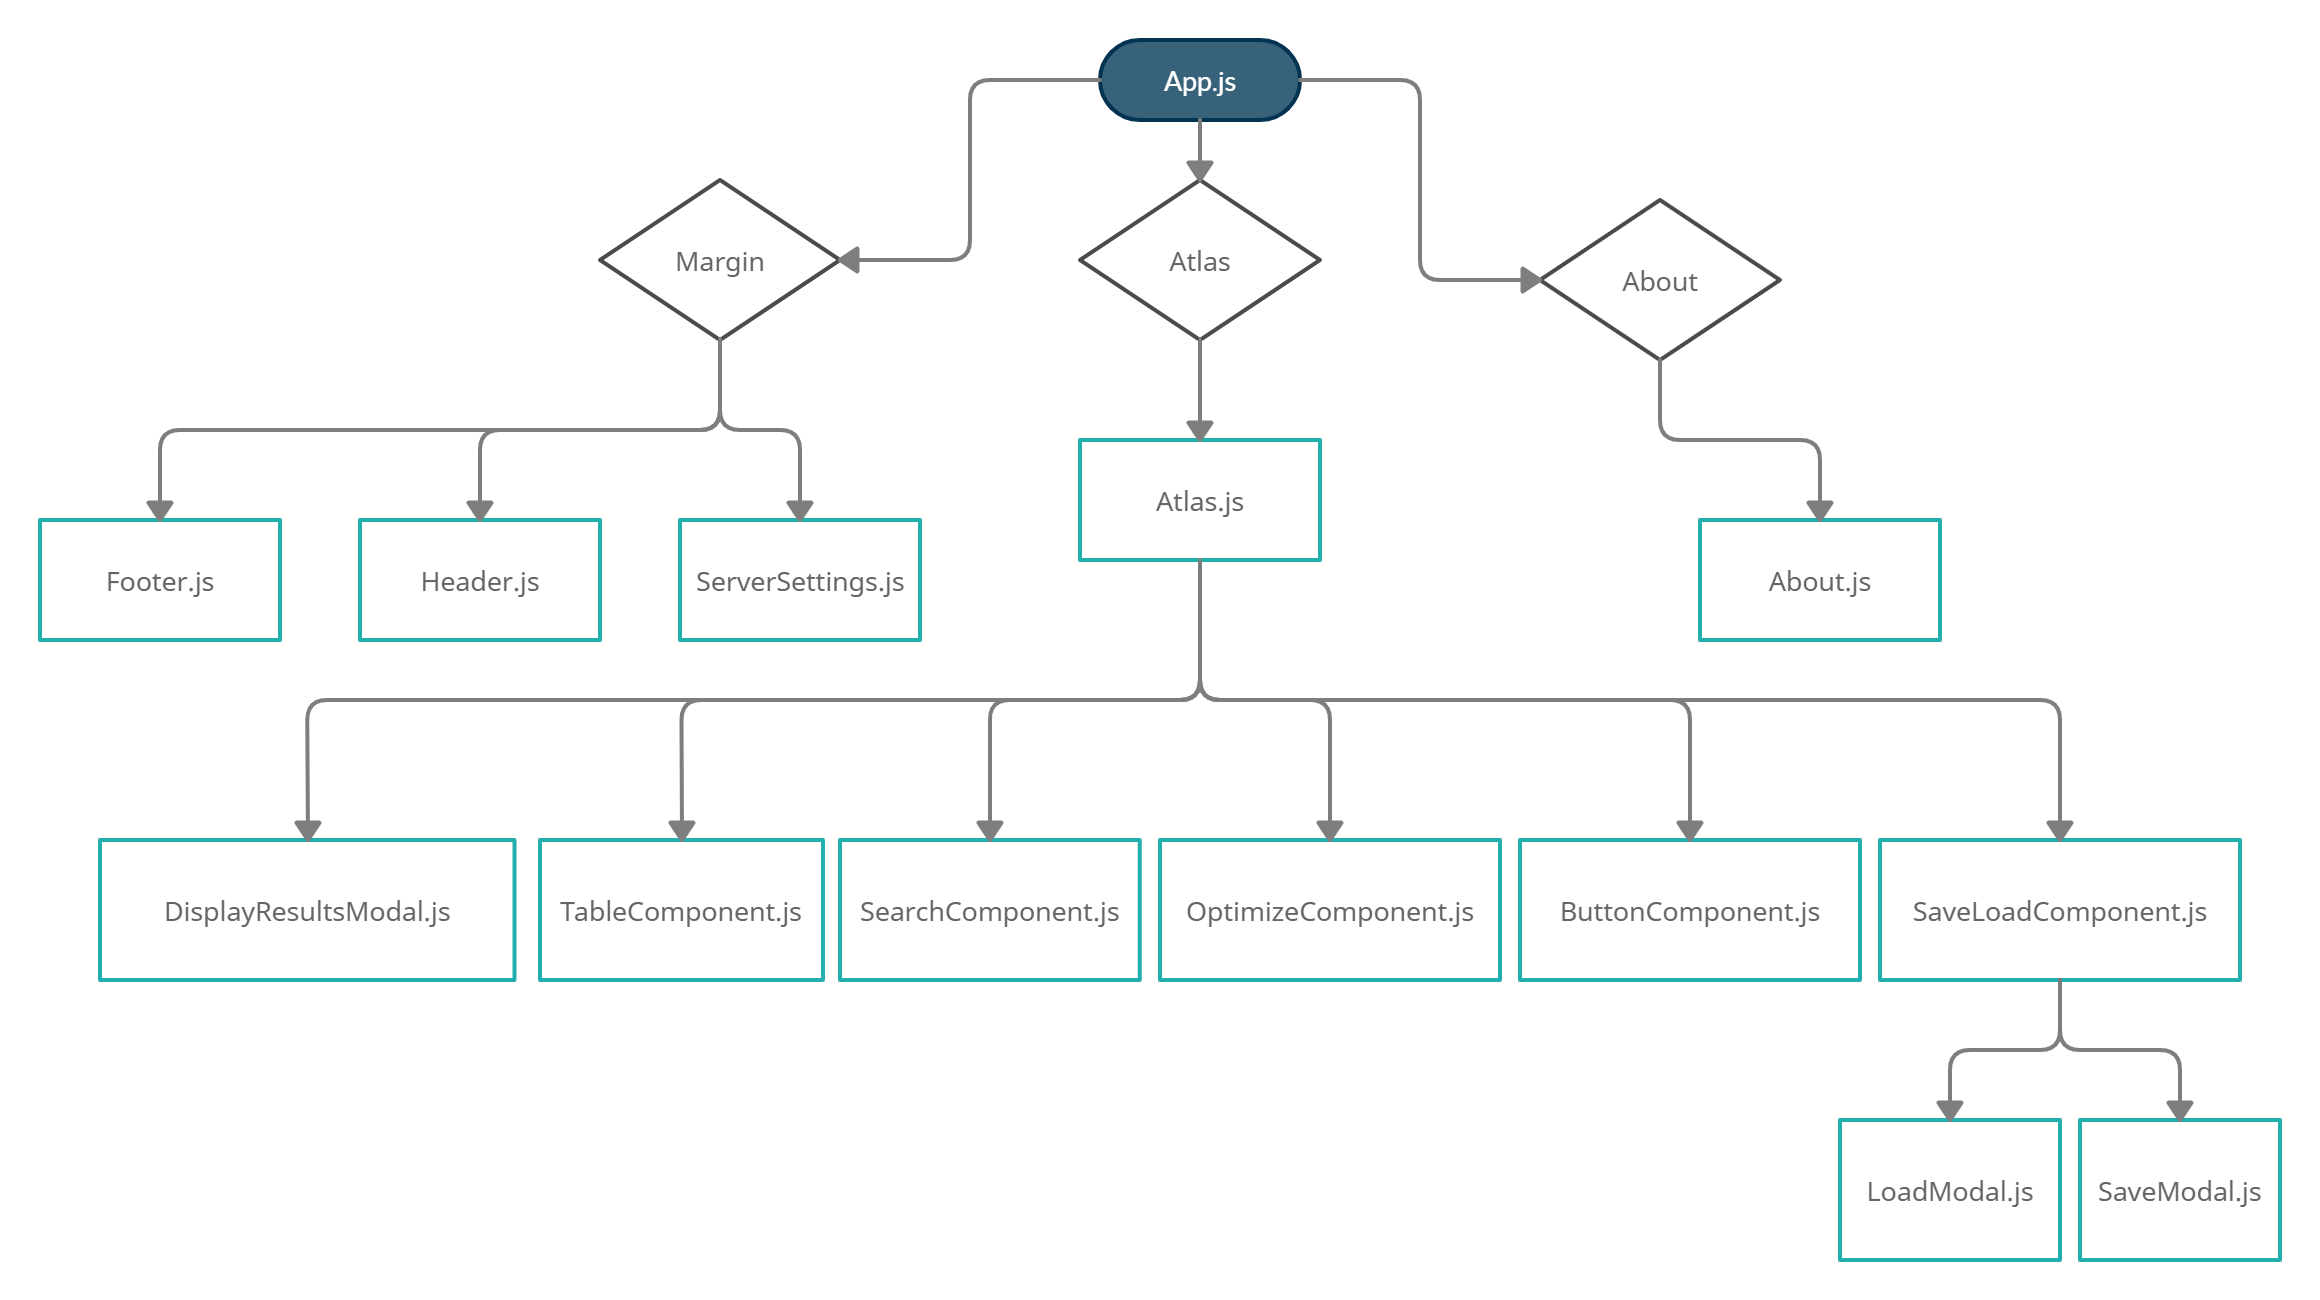 App.js
Margin
Atlas
About
Atlas.js
Footer.js
Header.js
ServerSettings.js
About.js
DisplayResultsModal.js
TableComponent.js
SearchComponent.js
OptimizeComponent.js
ButtonComponent.js
SaveLoadComponent.js
LoadModal.js
SaveModal.js